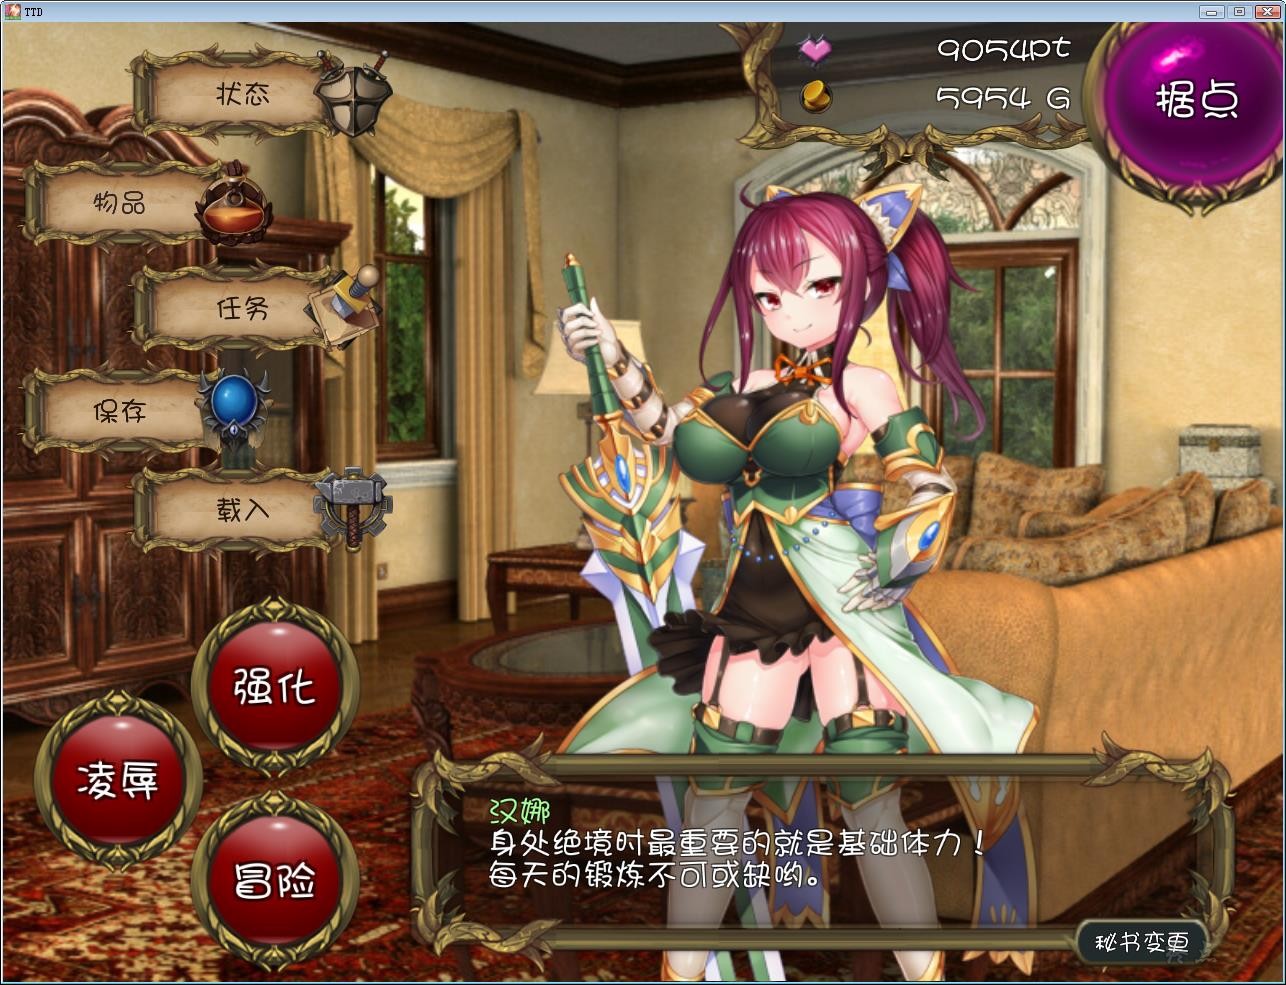 TTD
9054pt
5954 G
据点
状态
物品
任务
保存
载入
强化
凌辱
冒险
汉娜
身处绝境时最重要的就是基础体力！
每天的锻炼不可或缺哟。
秘书变更